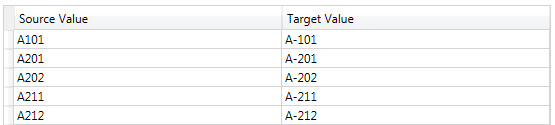 Source Value Target Value
A101 A-101
A201 A-201
A202 A-202
A211 A-211
A212 A-212